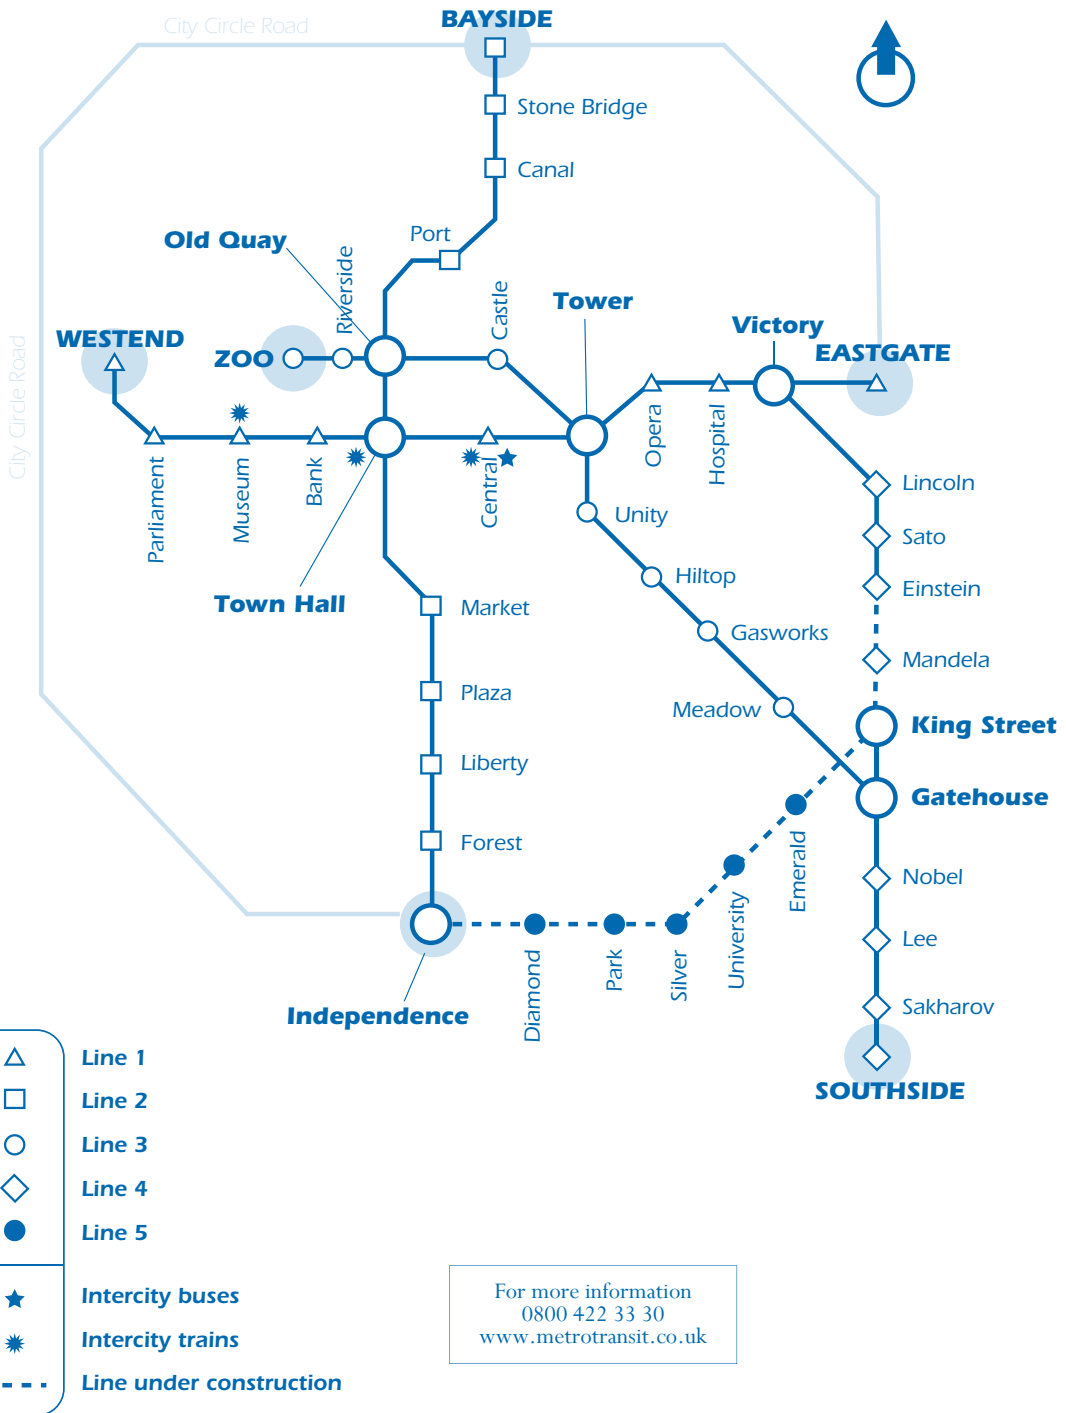 City Circle Road
BAYSIDE
Stone Bridge
Canal
Port
Old Quay
Riverside
Castle
Tower
Victory
WESTEND
ZOO
EASTGATE
City Circle Road
Opera
Hospital
Parliament
Museum
Bank
Central
Lincoln
Unity
Sato
Hiltop
Einstein
Town Hall
Market
Gasworks
Mandela
Plaza
Meadow
King Street
Liberty
Gatehouse
Forest
Emerald
Nobel
University
Lee
Diamond
Park
Silver
Sakharov
Independence
SOUTHSIDE
Line 1
Line 2
Line 3
Line 4
Line 5
Intercity buses
Intercity trains
Line under construction
For more information
0800 422 33 30
www.metrotransit.co.uk